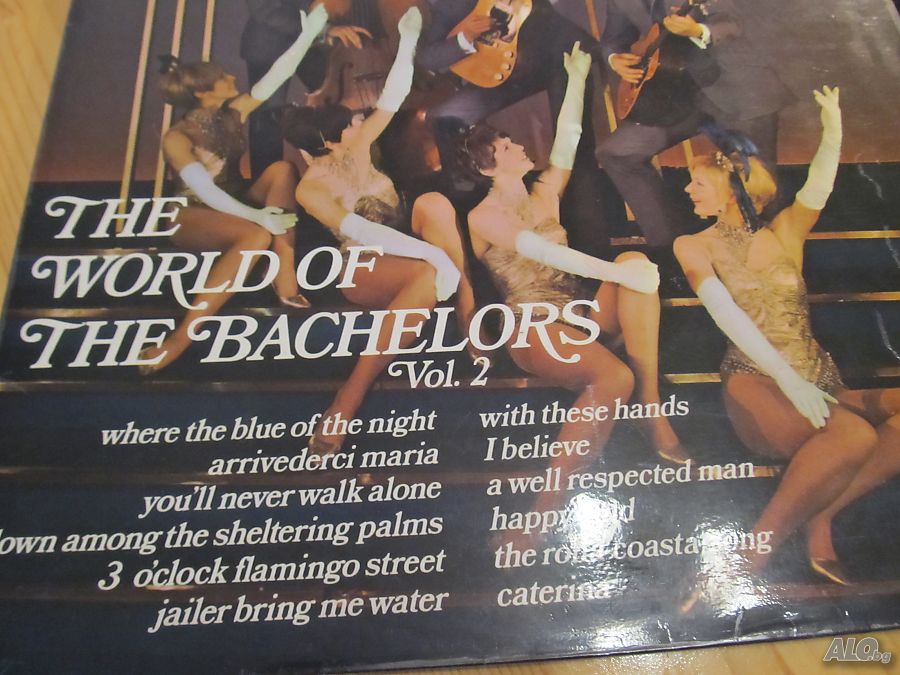 THE
WORLD OF
THE BACHELORS
Vol. 2
where the blue of the night
arrivederci maria
you'll never walk alone
among the sheltering palms
3 o'clock flamingo street
jailer bring me water
with these hands
I believe
a well respected man
the
caterina
ALO.bg